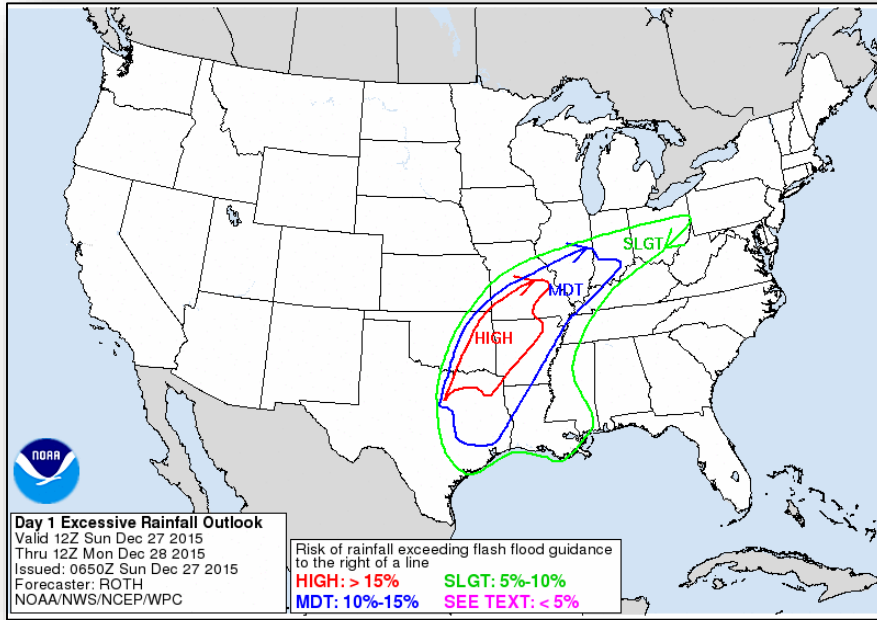 SLGT
MDT
HIGH
NOAA
Day 1 Excessive Rainfall Outlook
Valid 12Z Sun Dec 27 2015
Thru 12Z Mon Dec 28 2015
Issued: 0650Z Sun Dec 27 2015
Forecaster: ROTH
NOAA/NWS/NCEP/WPC
Risk of rainfall exceeding flash flood guidance
to the right of a line
HIGH: > 15% SLGT: 5%-10%
MDT: 10%-15% SEE TEXT: < 5%